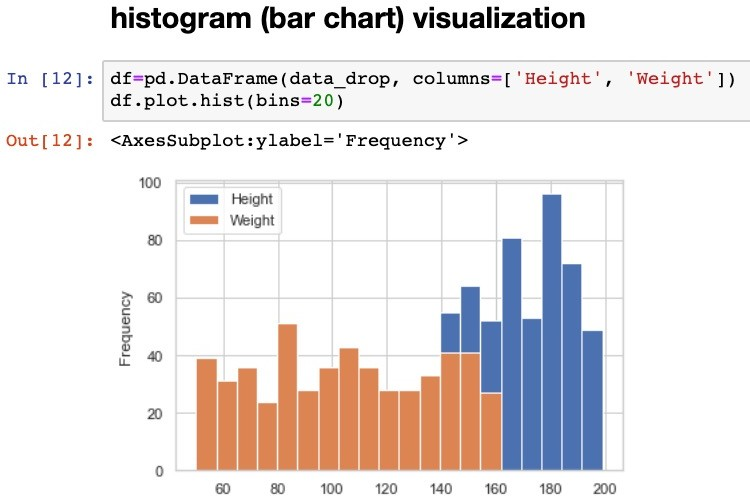 histogram (bar chart) visualization
In [12]: df=pd.DataFrame(data_drop, columns=['Height', 'Weight'])
df.plot.hist(bins=20)
Out[12]: <AxesSubplot:ylabel='Frequency'>
100
Height
Weight
80
60
40
20
0
Frequency
60 80 100 120 140 160 180 200